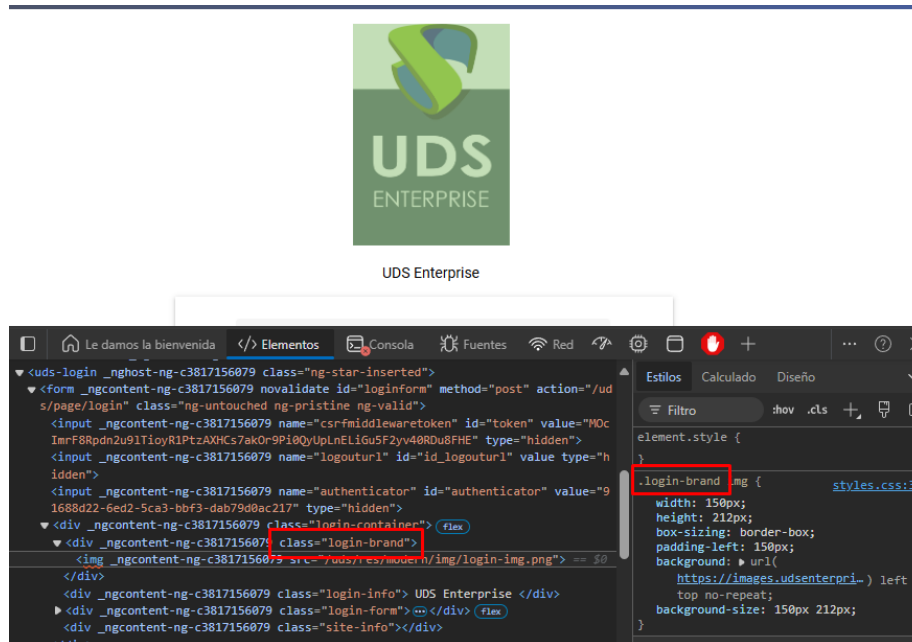 UDS
ENTERPRISE
UDS Enterprise
Le damos la bienvenida
</> Elementos
Consola
Fuentes
Red
▼<uds-login _nghost-ng-c3817156079 class="ng-star-inserted">
▼<form _ngcontent-ng-c3817156079 novalidate id="loginform" method="post" action="/ud
s/page/login" class="ng-untouched ng-pristine ng-valid">
<input _ngcontent-ng-c3817156079 name="csrfmiddlewaretoken" id="token" value="MOc
ImrF8Rpdn2u9lTioyR1PtzAXHCs7akOr9Pi0QyUpLnELiGu5F2yv40RDu8FHE" type="hidden">
<input _ngcontent-ng-c3817156079 name="logouturl" id="id_logouturl" value type="h
idden">
<input _ngcontent-ng-c3817156079 name="authenticator" id="authenticator" value="9
1688d22-6ed2-5ca3-bbf3-dab79d0ac217" type="hidden">
▼<div _ngcontent-ng-c3817156079 class="login-container"> flex
▼<div _ngcontent-ng-c3817156079 class="login-brand">
<img _ngcontent-ng-c3817156079 src="/uds/res/modern/img/login-img.png"> == $0
</div>
<div _ngcontent-ng-c3817156079 class="login-info"> UDS Enterprise </div>
▶<div _ngcontent-ng-c3817156079 class="login-form">…</div> flex
<div _ngcontent-ng-c3817156079 class="site-info"></div>
Estilos
Calculado
Diseño
Filtro
:hov
.cls
element.style {
}
.login-brand img {
styles.css:3
width: 150px;
height: 212px;
box-sizing: border-box;
padding-left: 150px;
background: ▶ url(
https://images.udsenterpri…) left
top no-repeat;
background-size: 150px 212px;
}